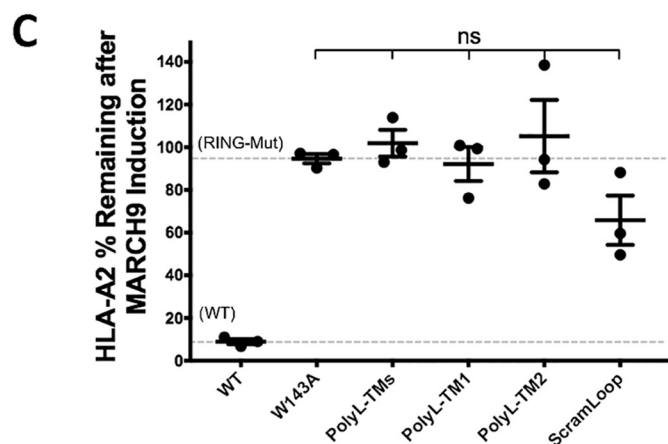 C
ns
HLA-A2 % Remaining after
MARCH9 Induction
140
120
100
80
60
40
20
0
(RING-Mut)
(WT)
WT
W143A
PolyL-TMs
PolyL-TM1
PolyL-TM2
ScramLoop